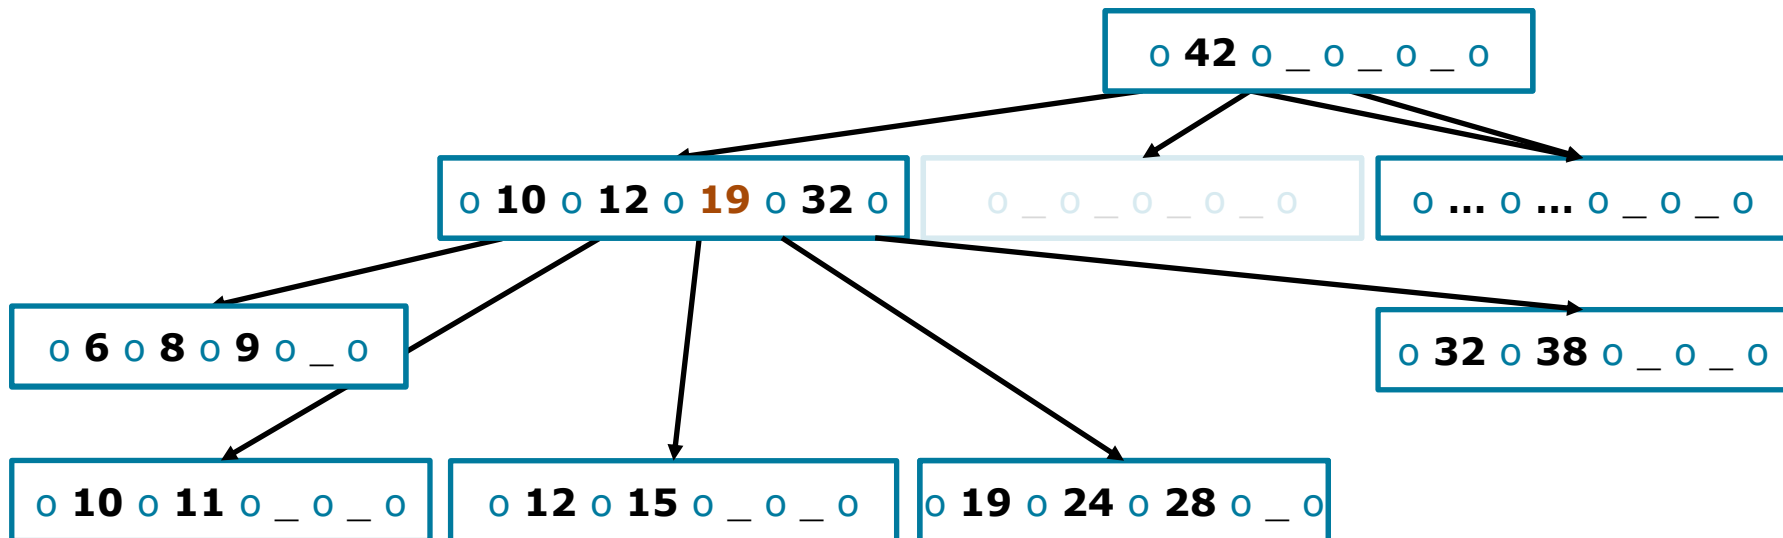 o 42 o _ o _ o _ o
o 10 o 12 o 19 o 32 o
o _ o _ o _ o _ o
o ... o ... o _ o _ o
o 6 o 8 o 9 o _ o
o 32 o 38 o _ o _ o
o 10 o 11 o _ o _ o
o 12 o 15 o _ o _ o
o 19 o 24 o 28 o _ o